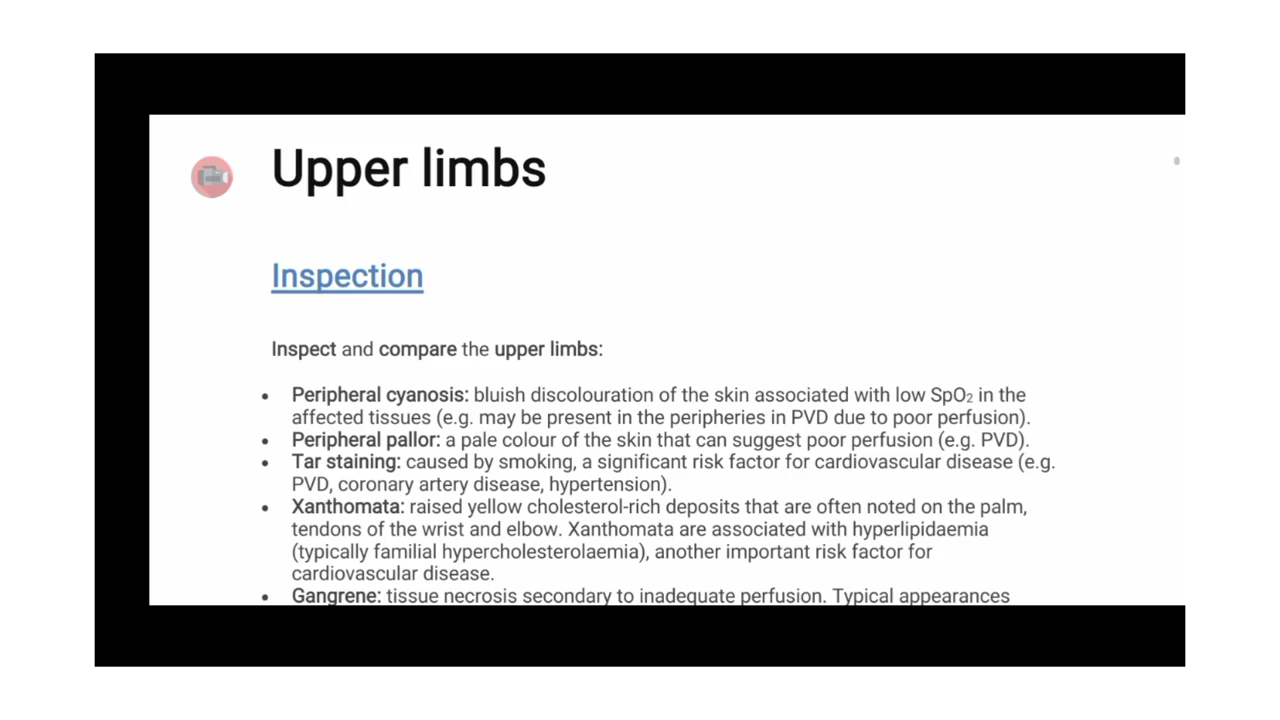 Upper limbs
Inspection
Inspect and compare the upper limbs:
• Peripheral cyanosis: bluish discolouration of the skin associated with low SpO₂ in the
affected tissues (e.g. may be present in the peripheries in PVD due to poor perfusion).
• Peripheral pallor: a pale colour of the skin that can suggest poor perfusion (e.g. PVD).
• Tar staining: caused by smoking, a significant risk factor for cardiovascular disease (e.g.
PVD, coronary artery disease, hypertension).
• Xanthomata: raised yellow cholesterol-rich deposits that are often noted on the palm,
tendons of the wrist and elbow. Xanthomata are associated with hyperlipidaemia
(typically familial hypercholesterolaemia), another important risk factor for
cardiovascular disease.
• Gangrene: tissue necrosis secondary to inadequate perfusion. Typical appearances